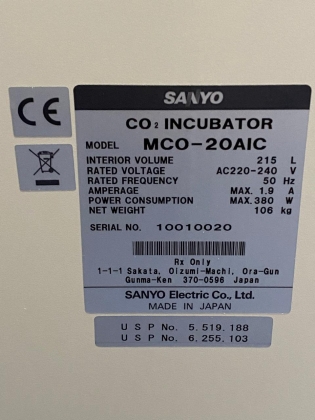 CE
SANYO
CO₂ INCUBATOR
MODEL MCO-20AIC
INTERIOR VOLUME 215 L
RATED VOLTAGE AC220-240 V
RATED FREQUENCY 50 Hz
AMPERAGE MAX. 1.9 A
POWER CONSUMPTION MAX. 380 W
NET WEIGHT 106 kg
SERIAL NO. 10010020
Rx Only
1-1-1 Sakata, Oizumi-Machi, Ora-Gun
Gunma-Ken 370-0596 Japan
SANYO Electric Co., Ltd.
MADE IN JAPAN
U S P No. 5,519,188
U S P No. 6,255,103